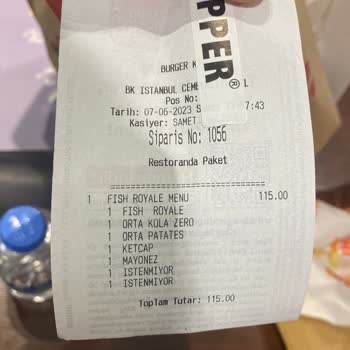 BURGER K
BK ISTANBUL CEME L
Pos No:
Tarih: 07-06-2023 S 7:43
Kasiyer: SAMET
Siparis No: 1056
Restoranda Paket
1 FISH ROYALE MENU 115.00
1 FISH ROYALE
1 ORTA KOLA ZERO
1 ORTA PATATES
1 KETCAP
1 MAYONEZ
1 ISTENMIYOR
1 ISTENMIYOR
Toplam Tutar: 115.00
PPER®